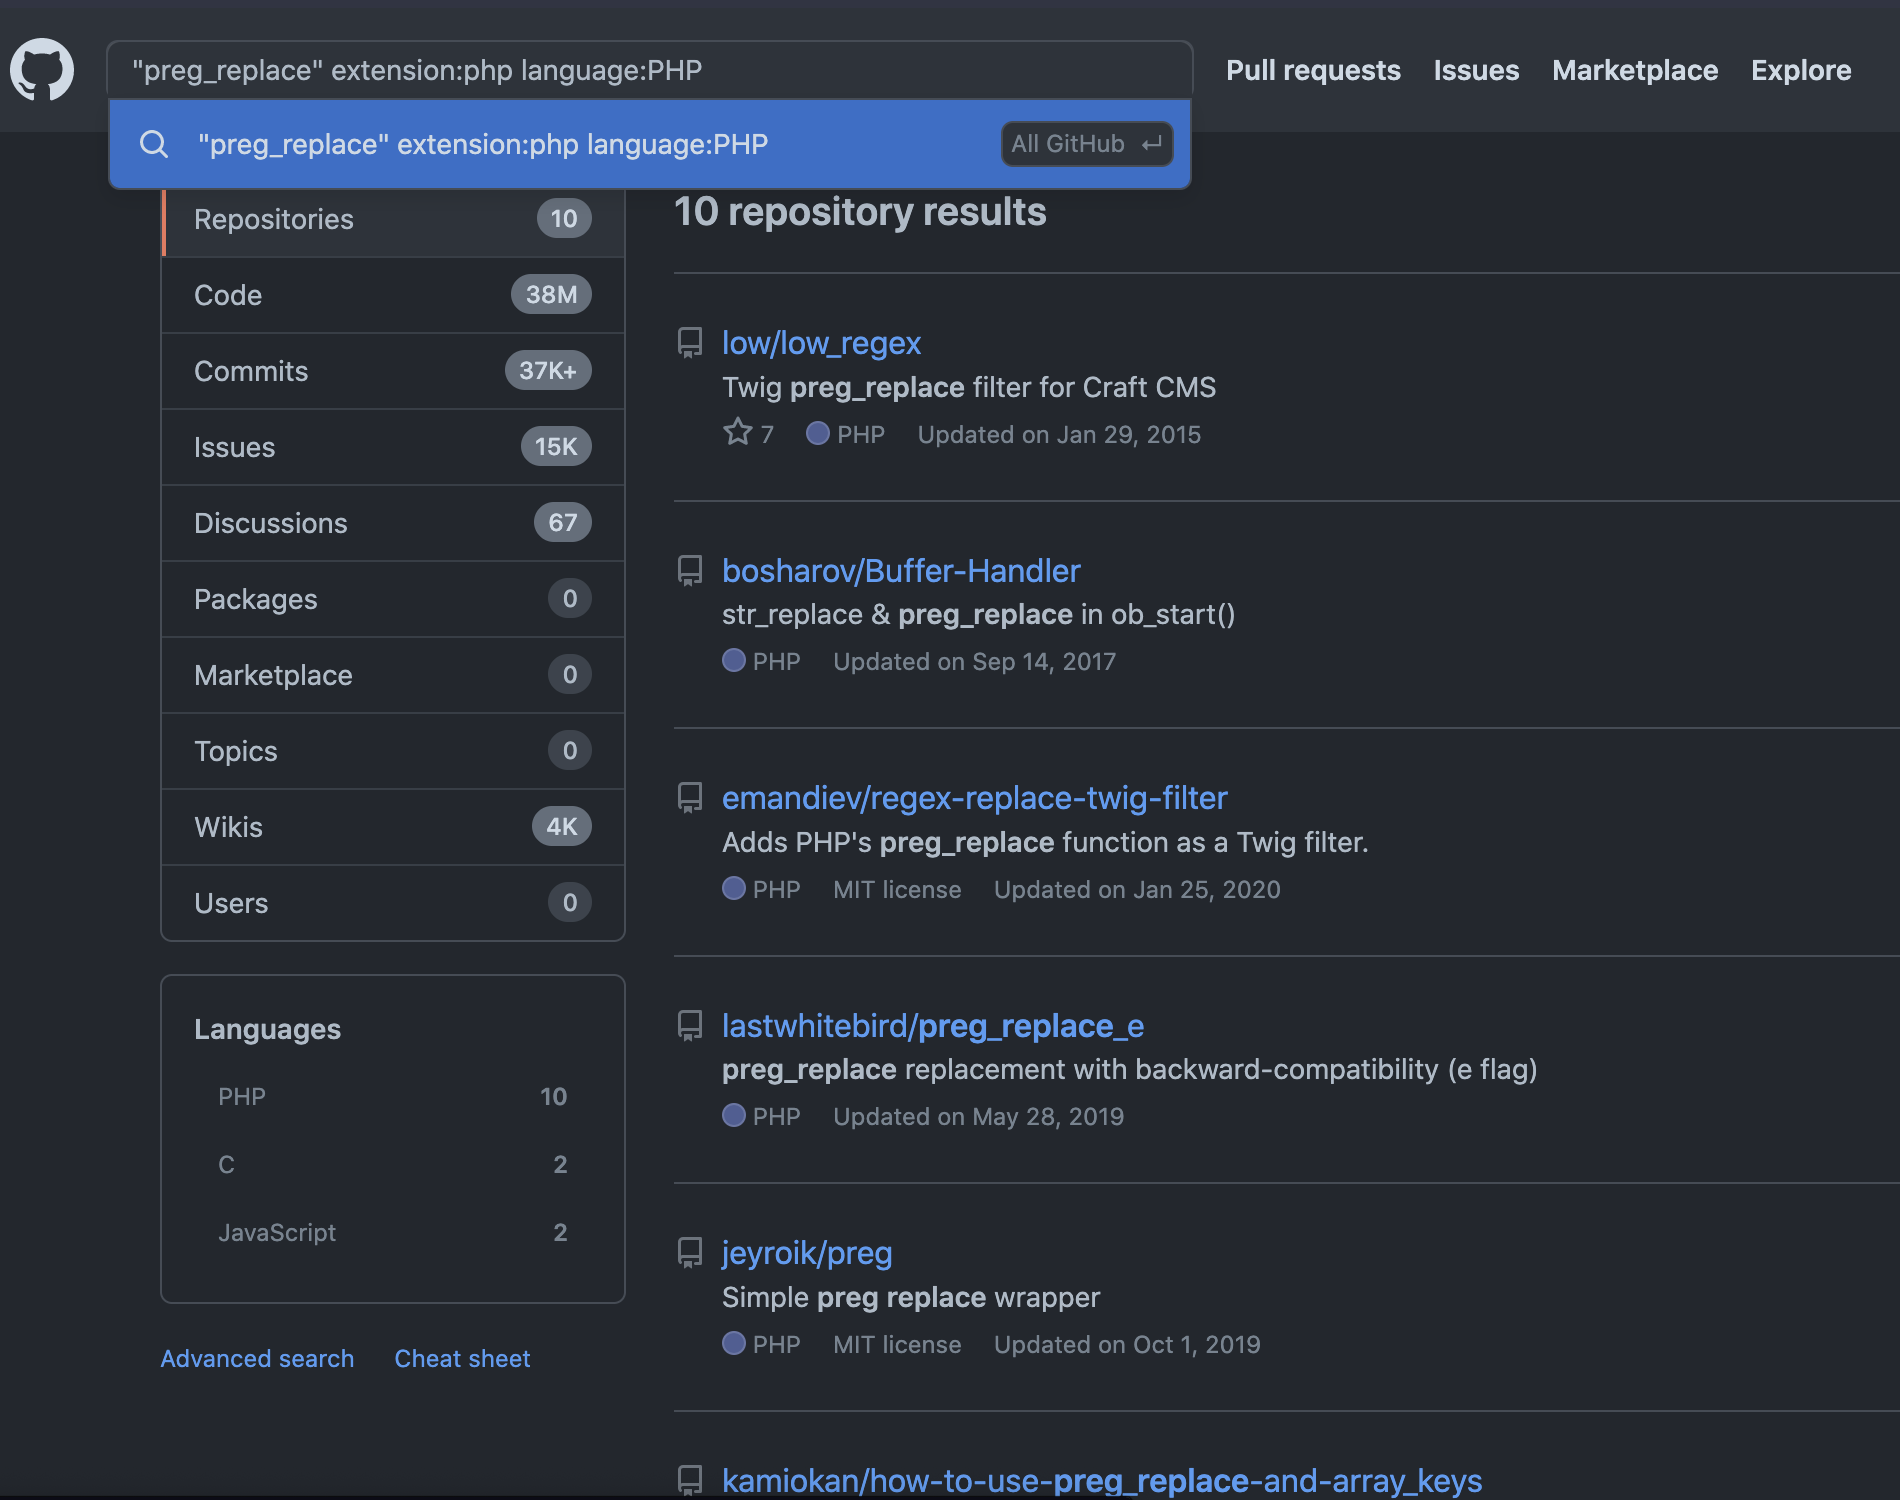 "preg_replace" extension:php language:PHP
Pull requests Issues Marketplace Explore
"preg_replace" extension:php language:PHP All GitHub ↵
Repositories 10
Code 38M
Commits 37K+
Issues 15K
Discussions 67
Packages 0
Marketplace 0
Topics 0
Wikis 4K
Users 0
Languages
PHP 10
C 2
JavaScript 2
Advanced search Cheat sheet
10 repository results
low/low_regex
Twig preg_replace filter for Craft CMS
7 PHP Updated on Jan 29, 2015
bosharov/Buffer-Handler
str_replace & preg_replace in ob_start()
PHP Updated on Sep 14, 2017
emandiev/regex-replace-twig-filter
Adds PHP's preg_replace function as a Twig filter.
PHP MIT license Updated on Jan 25, 2020
lastwhitebird/preg_replace_e
preg_replace replacement with backward-compatibility (e flag)
PHP Updated on May 28, 2019
jeyroik/preg
Simple preg replace wrapper
PHP MIT license Updated on Oct 1, 2019
kamiokan/how-to-use-preg_replace-and-array_keys